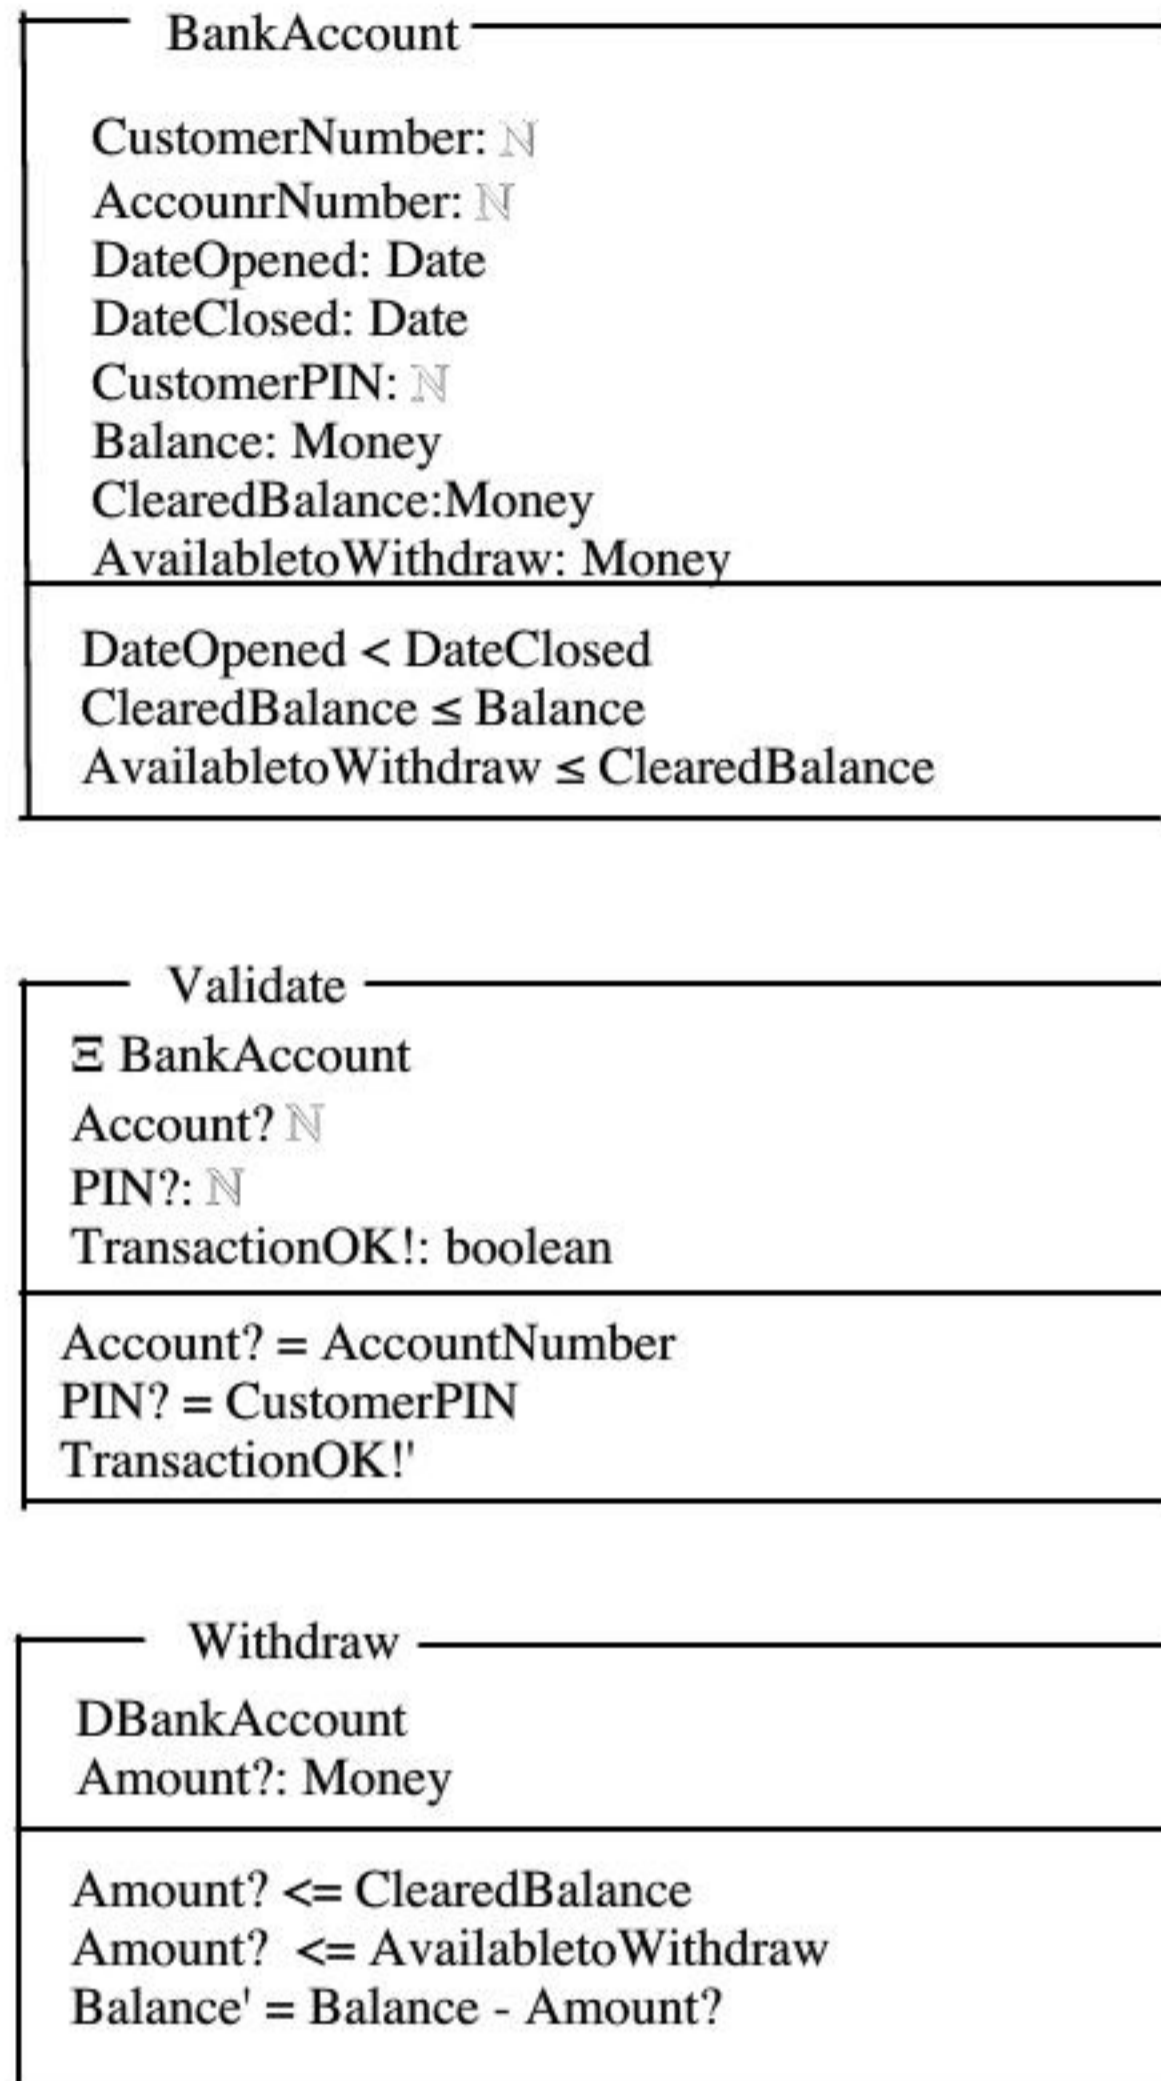 BankAccount
CustomerNumber: ℕ
AccounrNumber: ℕ
DateOpened: Date
DateClosed: Date
CustomerPIN: ℕ
Balance: Money
ClearedBalance:Money
AvailabletoWithdraw: Money
DateOpened < DateClosed
ClearedBalance ≤ Balance
AvailabletoWithdraw ≤ ClearedBalance
Validate
Ξ BankAccount
Account? ℕ
PIN?: ℕ
TransactionOK!: boolean
Account? = AccountNumber
PIN? = CustomerPIN
TransactionOK!'
Withdraw
DBankAccount
Amount?: Money
Amount? <= ClearedBalance
Amount?  <= AvailabletoWithdraw
Balance' = Balance - Amount?